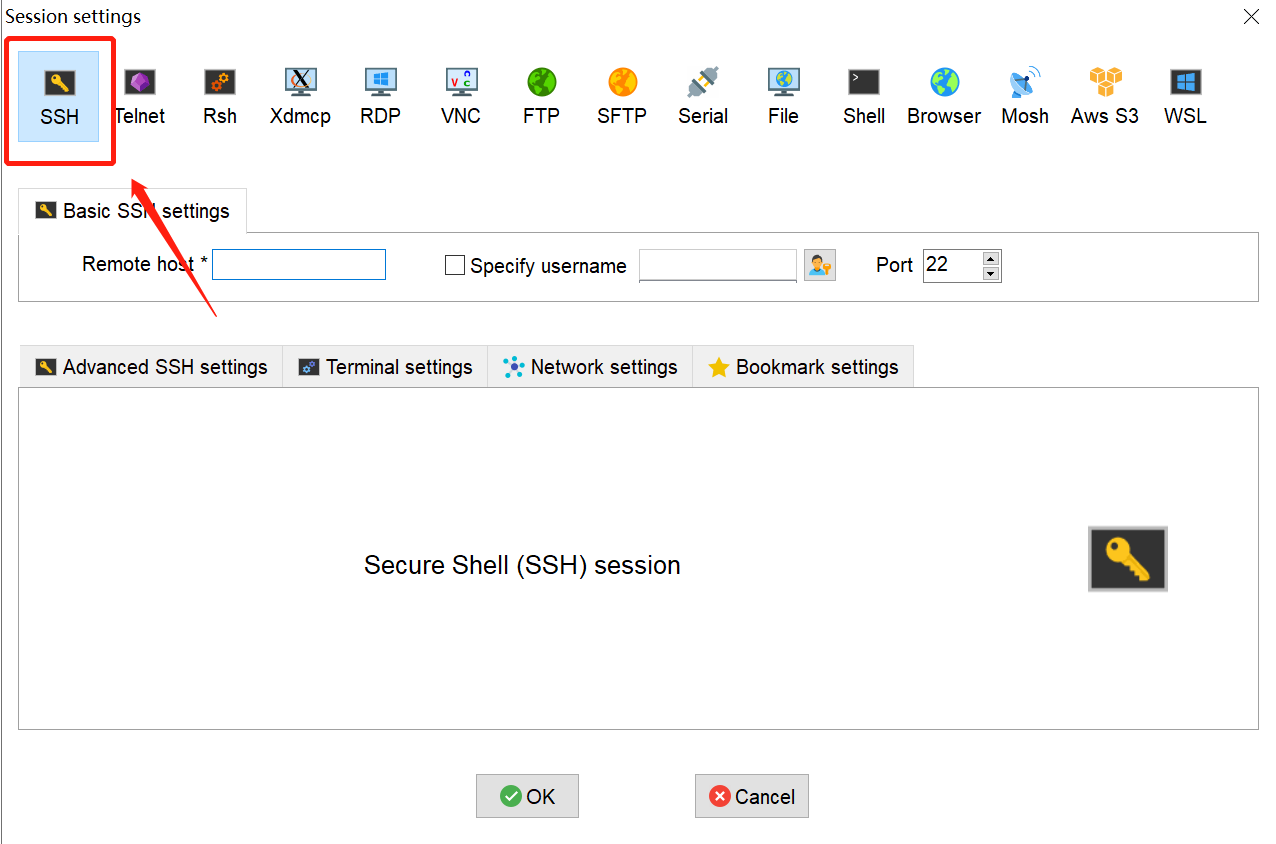 Session settings
SSH Telnet Rsh Xdmcp RDP VNC FTP SFTP Serial File Shell Browser Mosh Aws S3 WSL
Basic SSH settings
Remote host * Specify username Port 22
Advanced SSH settings Terminal settings Network settings Bookmark settings
Secure Shell (SSH) session
OK Cancel